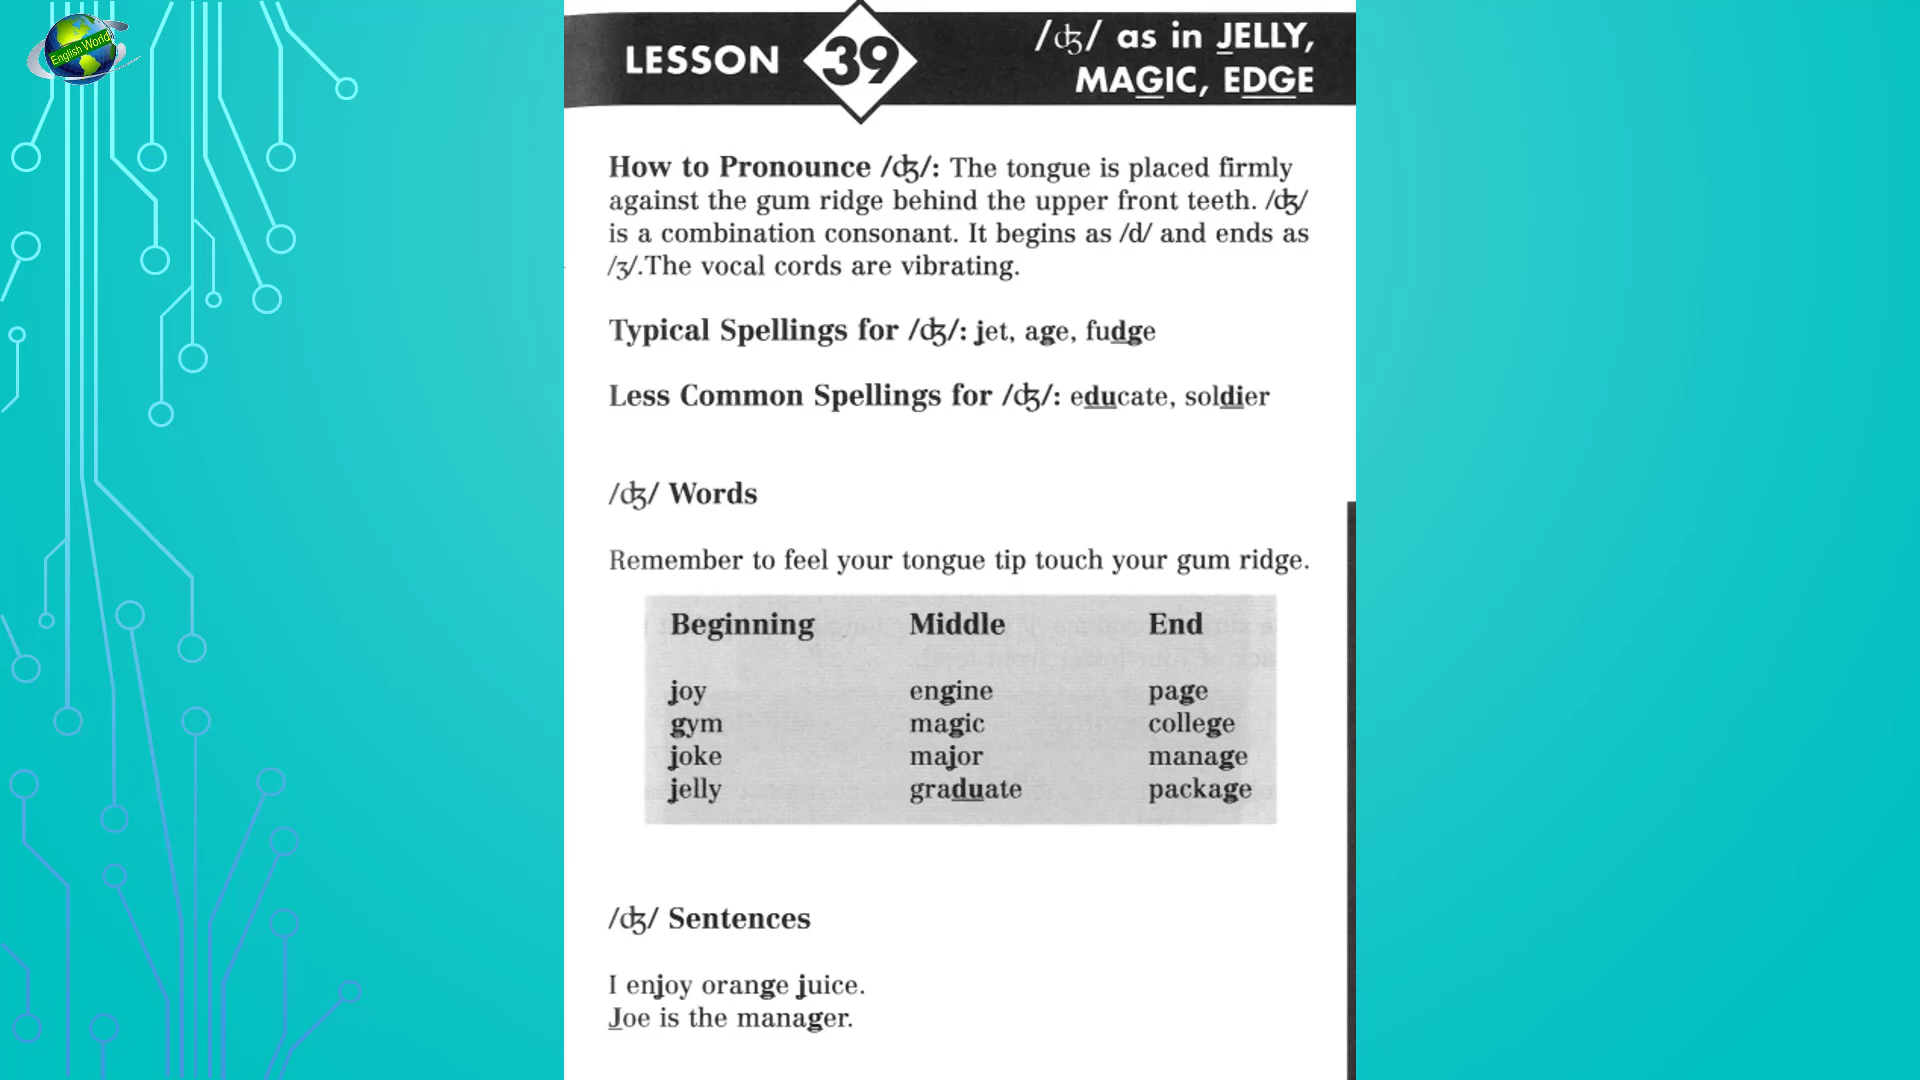 English World
LESSON 39
/ʤ/ as in JELLY,
MAGIC, EDGE
How to Pronounce /ʤ/: The tongue is placed firmly
against the gum ridge behind the upper front teeth. /ʤ/
is a combination consonant. It begins as /d/ and ends as
/ʒ/.The vocal cords are vibrating.
Typical Spellings for /ʤ/: jet, age, fudge
Less Common Spellings for /ʤ/: educate, soldier
/ʤ/ Words
Remember to feel your tongue tip touch your gum ridge.
Beginning Middle End
joy engine page
gym magic college
joke major manage
jelly graduate package
/ʤ/ Sentences
I enjoy orange juice.
Joe is the manager.